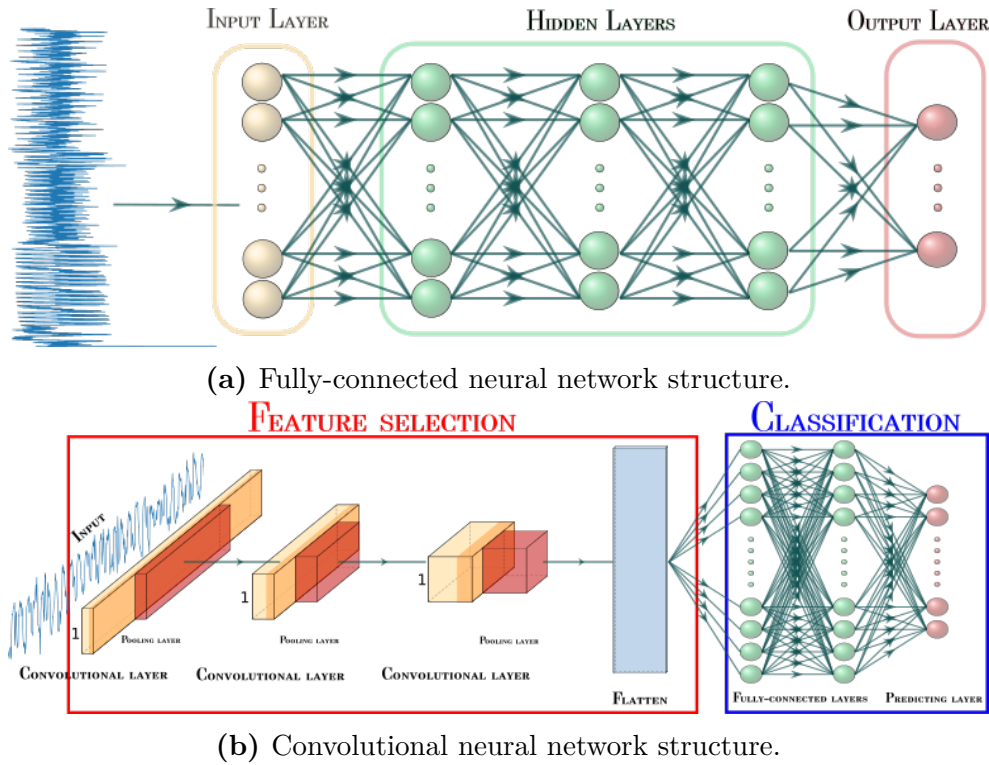 Input Layer Hidden Layers Output Layer
(a) Fully-connected neural network structure.
Feature selection Classification
Input
1
Pooling layer
1
Pooling layer
1
Pooling layer
Convolutional layer Convolutional layer Convolutional layer
Flatten
Fully-connected layers Predicting layer
(b) Convolutional neural network structure.